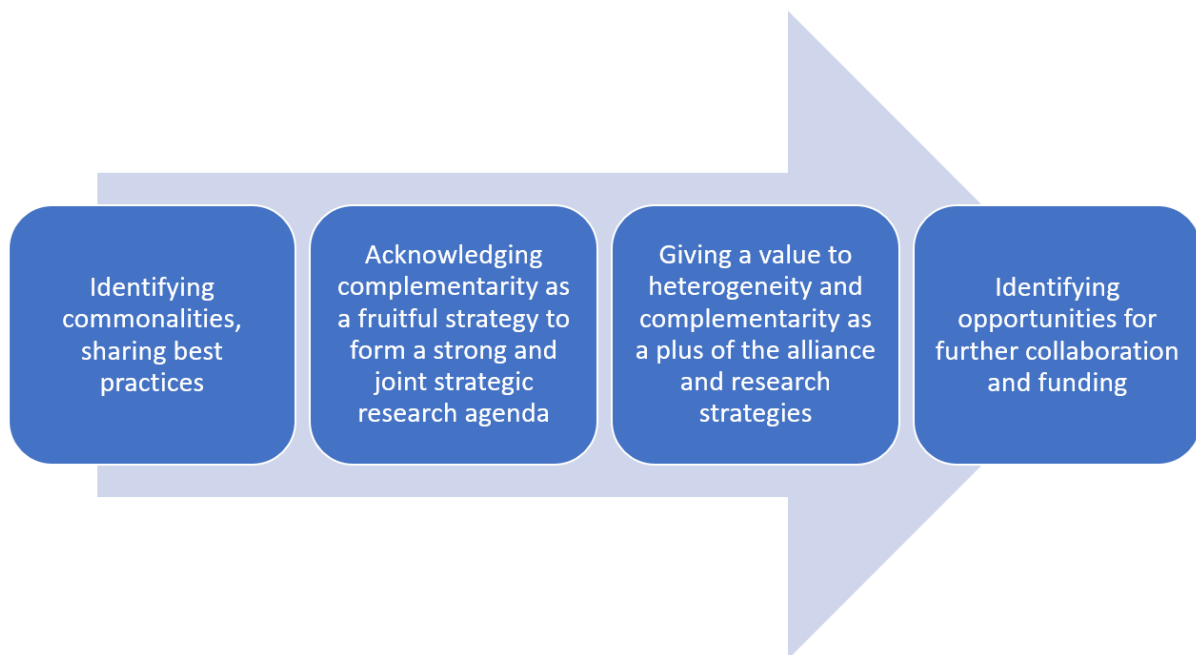 Identifying
commonalities,
sharing best
practices
Acknowledging
complementarity as
a fruitful strategy to
form a strong and
joint strategic
research agenda
Giving a value to
heterogeneity and
complementarity as
a plus of the alliance
and research
strategies
Identifying
opportunities for
further collaboration
and funding